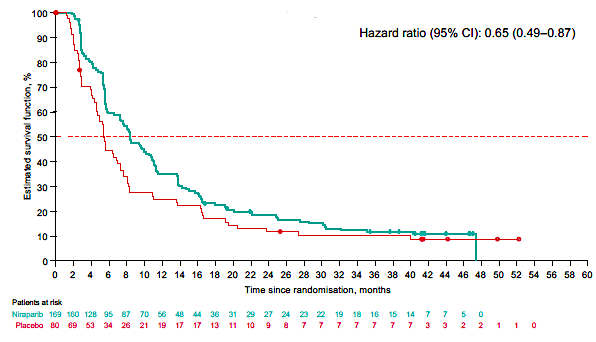 Hazard ratio (95% CI): 0.65 (0.49–0.87)
Estimated survival function, %
100
90
80
70
60
50
40
30
20
10
0
0 2 4 6 8 10 12 14 16 18 20 22 24 26 28 30 32 34 36 38 40 42 44 46 48 50 52 54 56 58 60
Time since randomisation, months
Patients at risk
Niraparib 169 160 128 95 87 70 56 48 44 36 31 29 27 24 23 22 19 18 16 15 14 7 7 5 0
Placebo 80 69 53 34 26 21 19 17 17 13 11 10 9 8 7 7 7 7 7 7 7 3 3 2 2 1 1 0